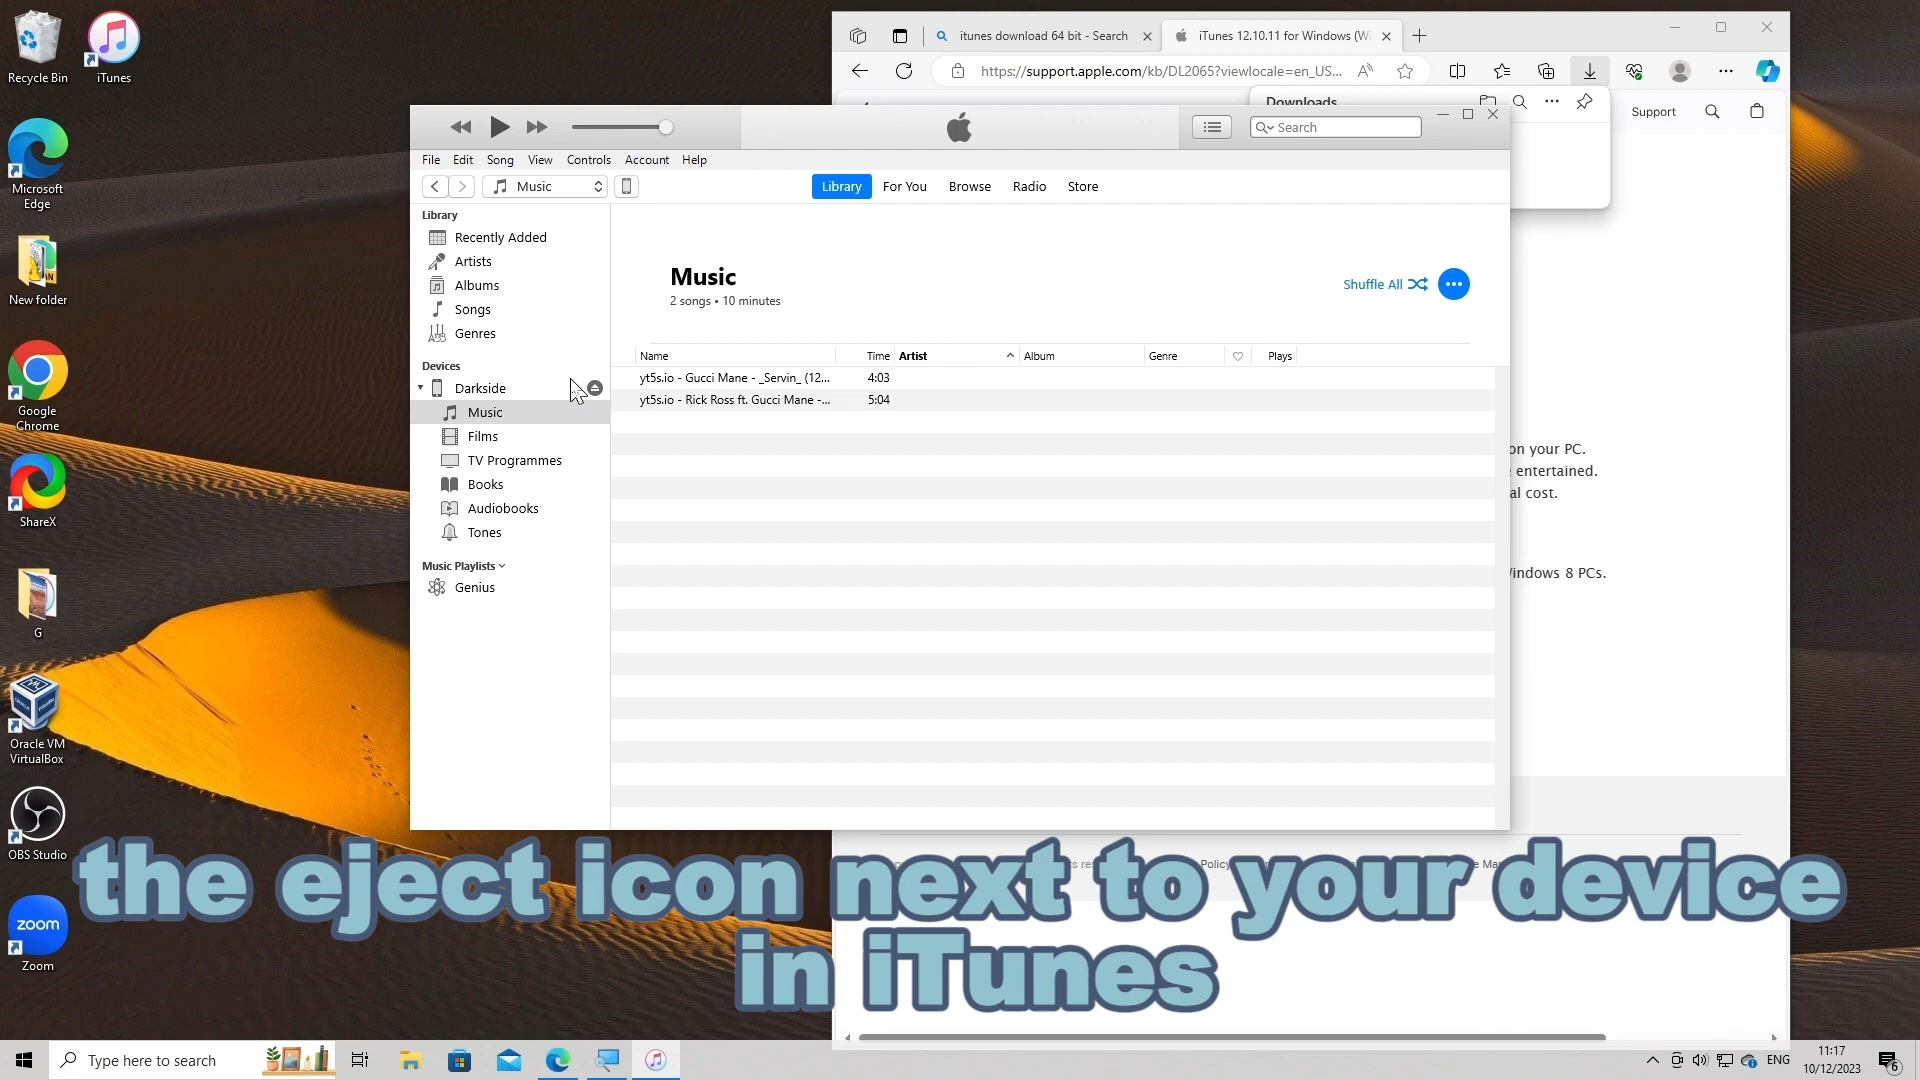 Recycle Bin
iTunes
Microsoft
Edge
New folder
Google
Chrome
ShareX
G
Oracle VM
VirtualBox
OBS Studio
zoom
Zoom
itunes download 64 bit - Search
iTunes 12.10.11 for Windows (Wi
https://support.apple.com/kb/DL2065?viewlocale=en_US...
Downloads
Support
Search
File Edit Song View Controls Account Help
Music
Library For You Browse Radio Store
Library
Recently Added
Artists
Albums
Songs
Genres
Devices
Darkside
Music
Films
TV Programmes
Books
Audiobooks
Tones
Music Playlists
Genius
Music
2 songs • 10 minutes
Shuffle All
Name Time Artist Album Genre Plays
yt5s.io - Gucci Mane - _Servin_ (12... 4:03
yt5s.io - Rick Ross ft. Gucci Mane -... 5:04
on your PC.
entertained.
al cost.
Windows 8 PCs.
Policy
the eject icon next to your device
in iTunes
Type here to search
ENG
11:17
10/12/2023
6